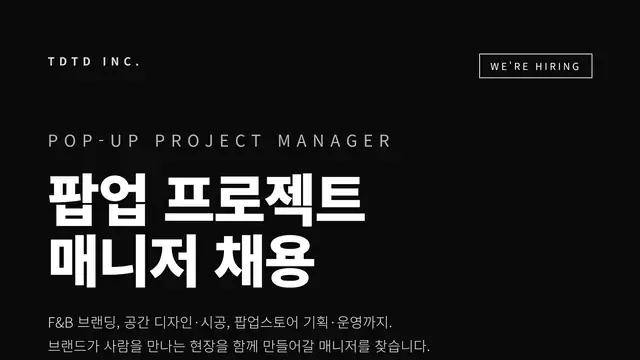 TDTD INC.
WE'RE HIRING
POP-UP PROJECT MANAGER
팝업 프로젝트
매니저 채용
F&B 브랜딩, 공간 디자인·시공, 팝업스토어 기획·운영까지.
브랜드가 사람을 만나는 현장을 함께 만들어갈 매니저를 찾습니다.